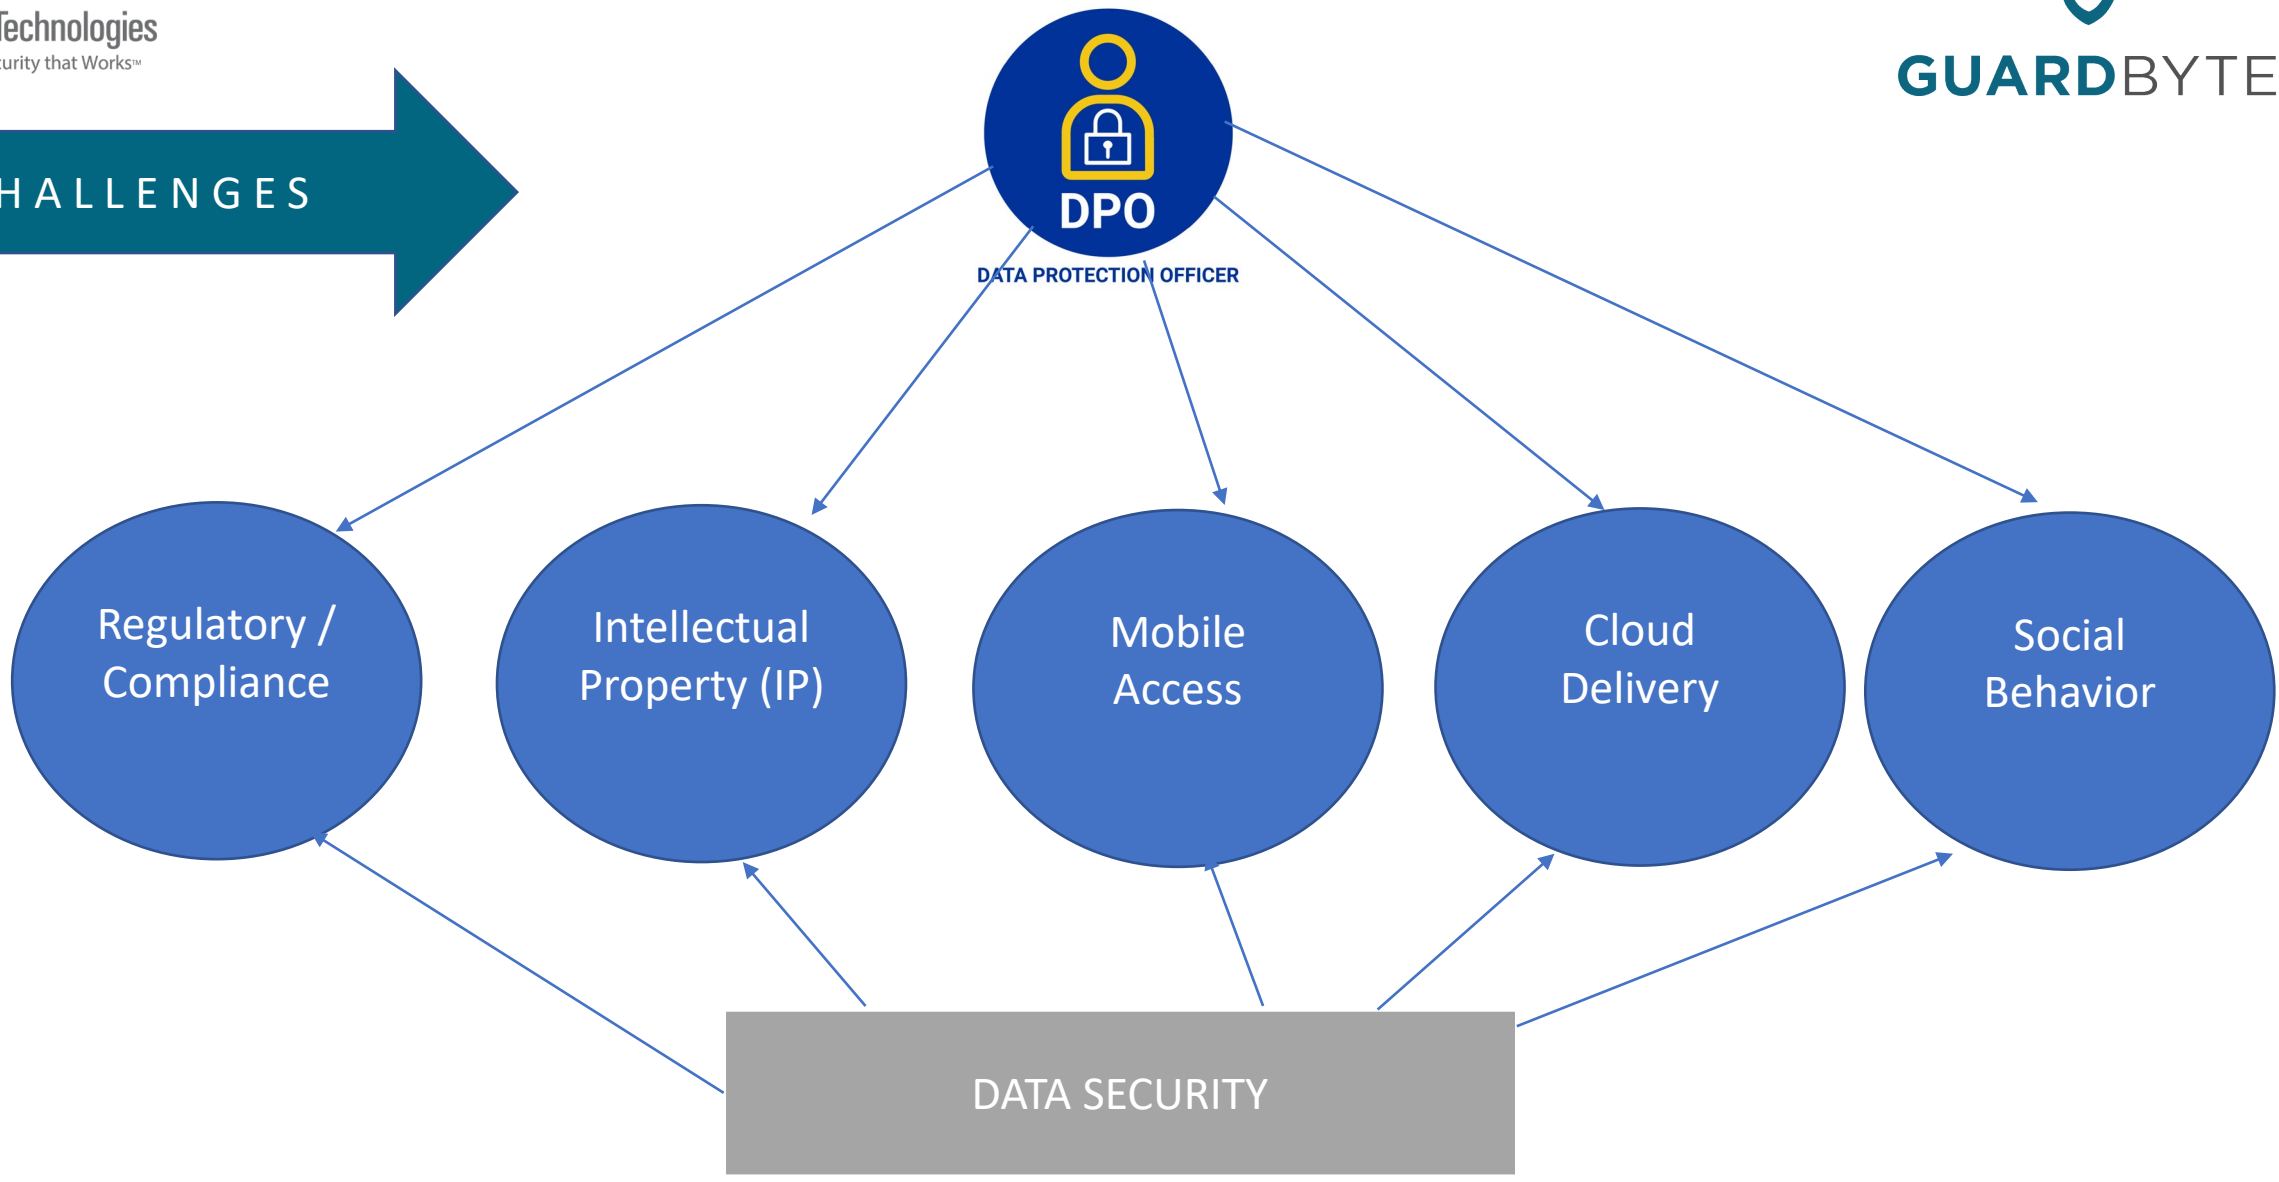 Technologies
curity that Works™
GUARDBYTE
HALLENGES
DPO
DATA PROTECTION OFFICER
Regulatory /
Compliance
Intellectual
Property (IP)
Mobile
Access
Cloud
Delivery
Social
Behavior
DATA SECURITY